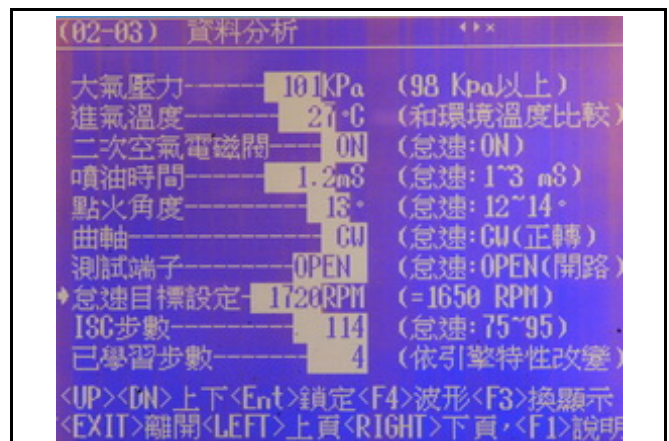 (02-03) 資料分析
大氣壓力------101KPa (98 Kpa以上)
進氣溫度--------27°C (和環境溫度比較)
二次空氣電磁閥---- ON (怠速:ON)
噴油時間-------1.2mS (怠速:1~3 mS)
點火角度---------13° (怠速:12~14°
曲軸------------- CW (怠速:CW(正轉)
測試端子--------OPEN (怠速:OPEN(開路)
怠速目標設定- 1720RPM (=1650 RPM)
ISC步數--------- 114 (怠速:75~95)
已學習步數--------- 4 (依引擎特性改變)
<UP><DN>上下<Ent>鎖定<F4>波形<F3>換顯示
<EXIT>離開<LEFT>上頁<RIGHT>下頁,<F1>說明